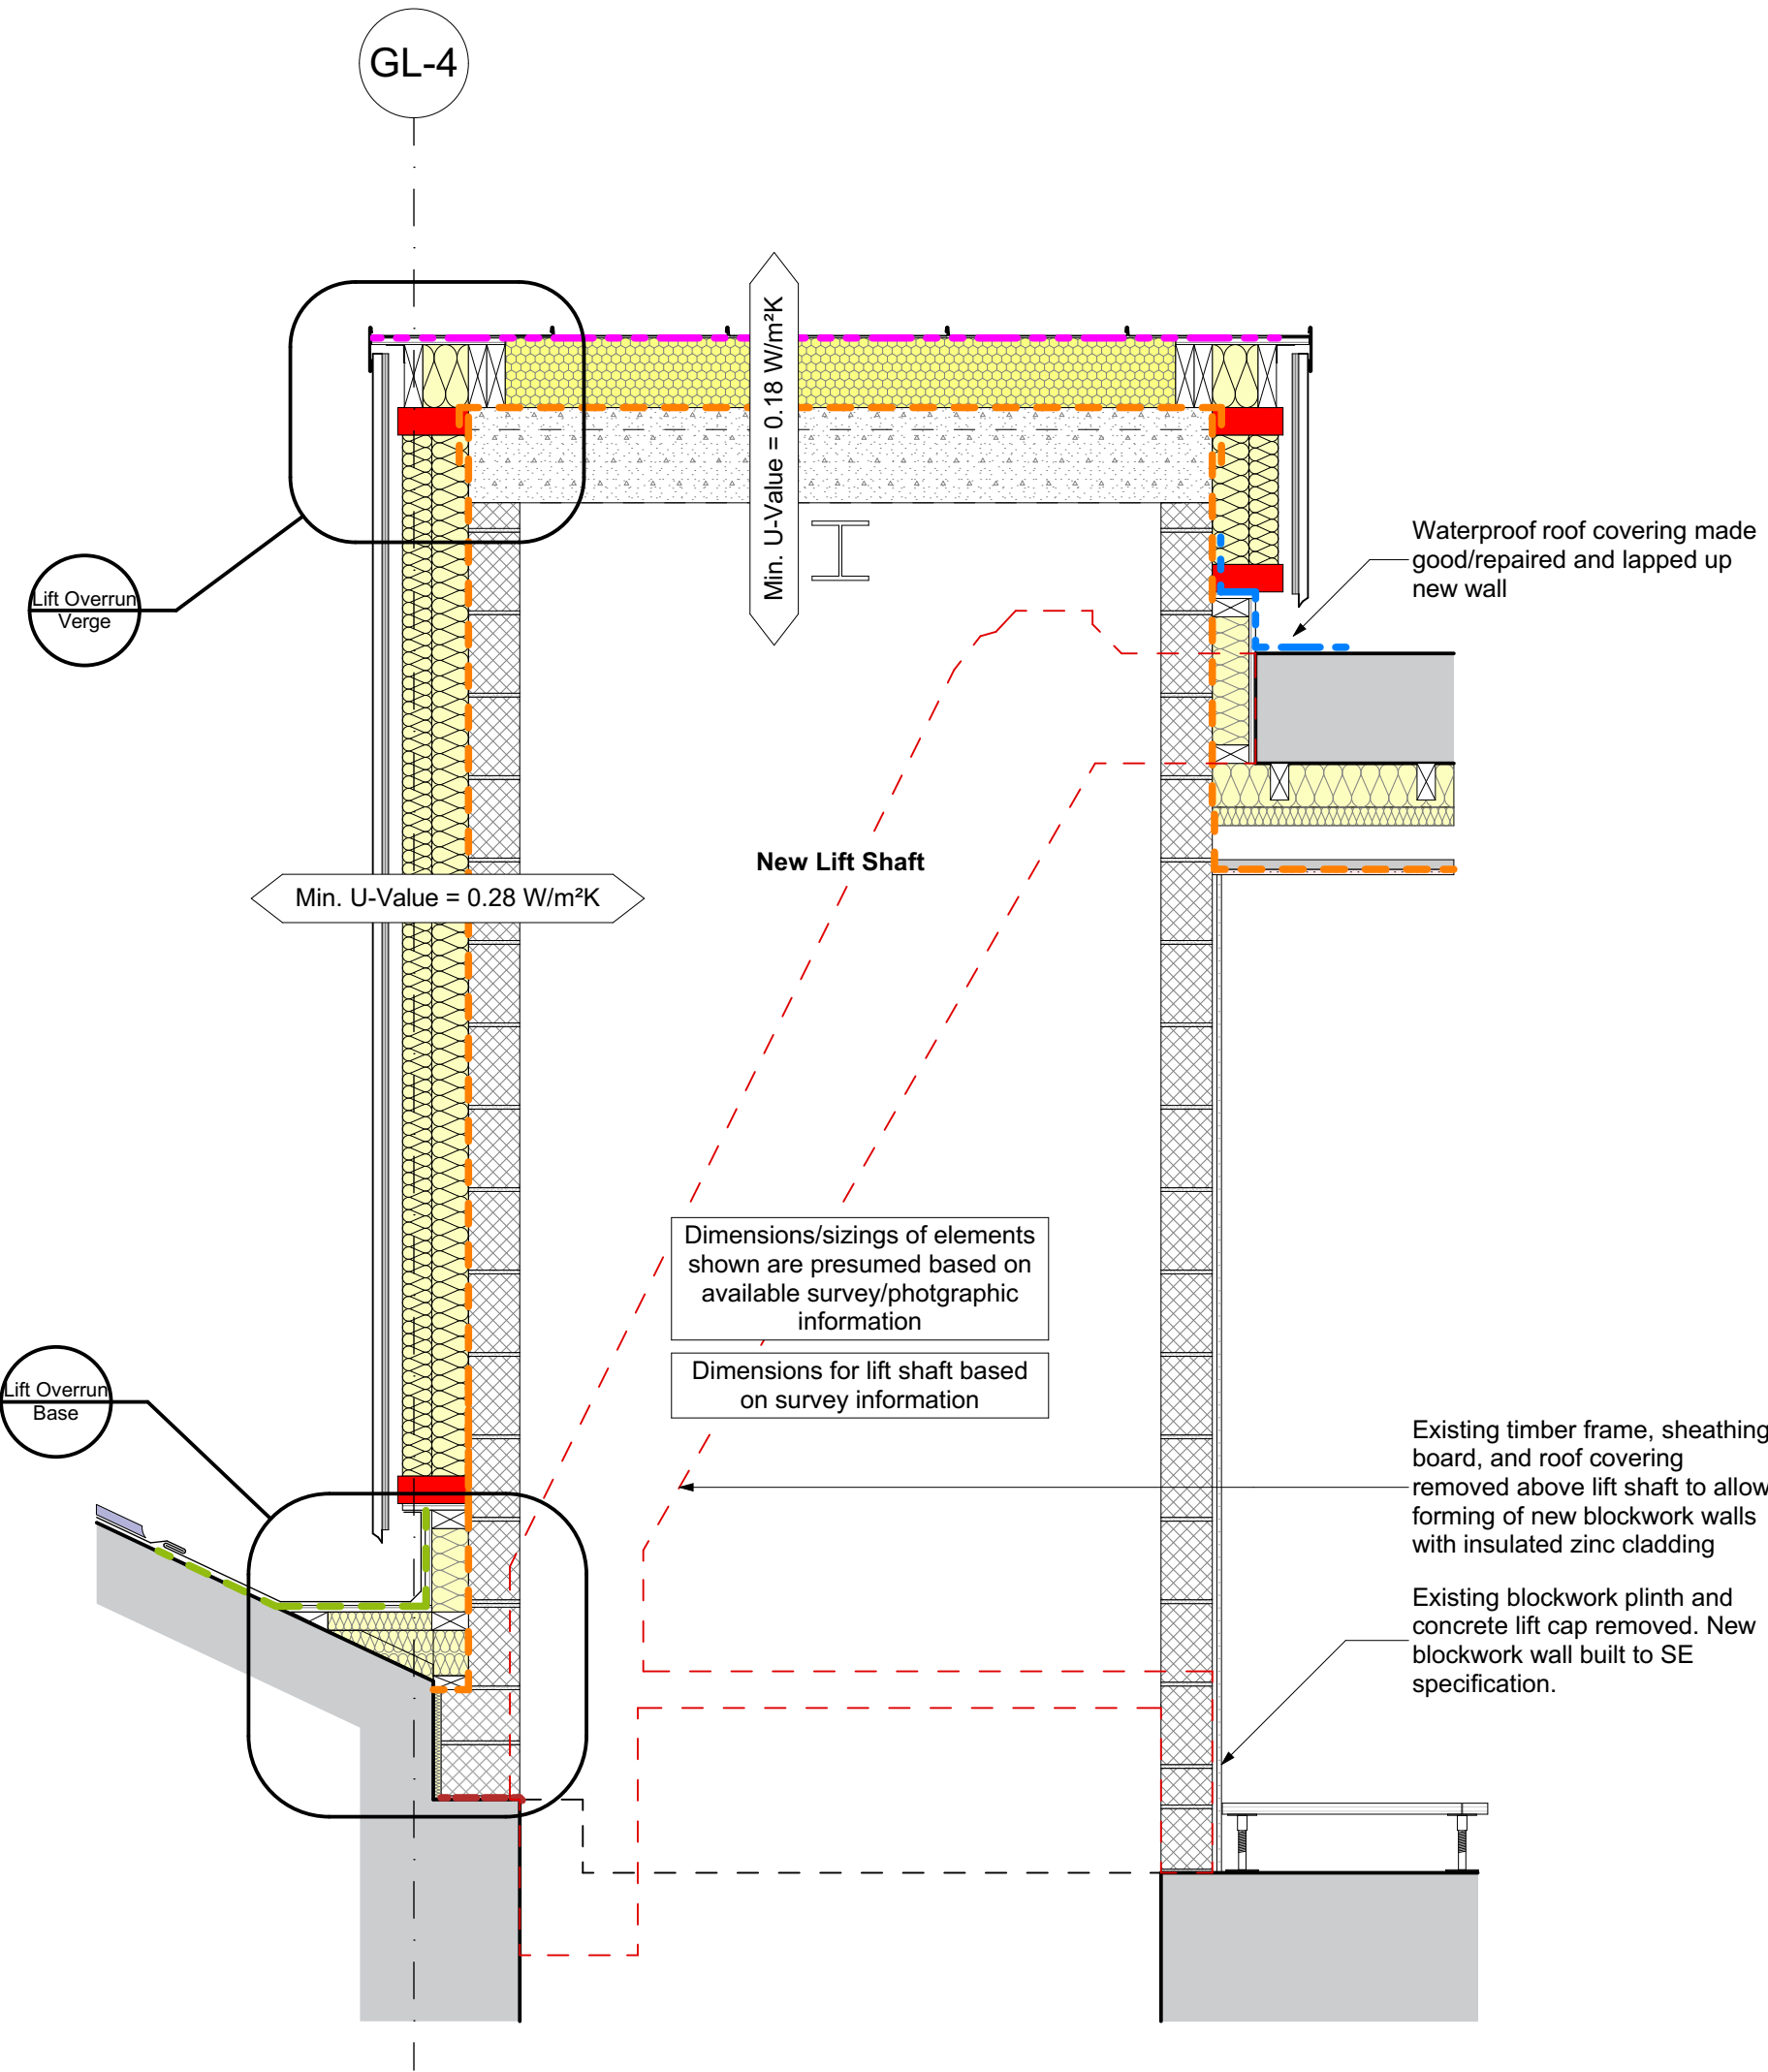 GL-4
Min. U-Value = 0.18 W/m²K
Waterproof roof covering made
good/repaired and lapped up
new wall
Lift Overrun
Verge
New Lift Shaft
Min. U-Value = 0.28 W/m²K
Dimensions/sizings of elements
shown are presumed based on
available survey/photgraphic
information
Dimensions for lift shaft based
on survey information
Lift Overrun
Base
Existing timber frame, sheathing
board, and roof covering
removed above lift shaft to allow
forming of new blockwork walls
with insulated zinc cladding
Existing blockwork plinth and
concrete lift cap removed. New
blockwork wall built to SE
specification.